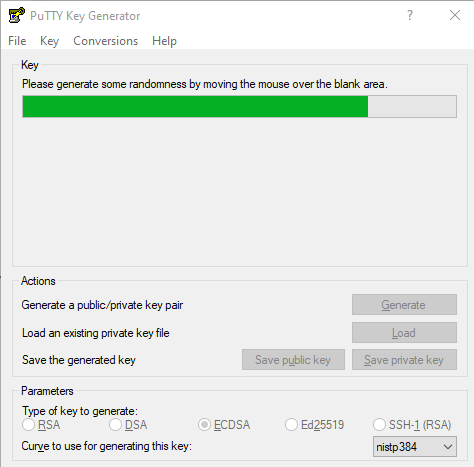 PuTTY Key Generator
? ×
File Key Conversions Help
Key
Please generate some randomness by moving the mouse over the blank area.
Actions
Generate a public/private key pair
Generate
Load an existing private key file
Load
Save the generated key
Save public key
Save private key
Parameters
Type of key to generate:
RSA DSA ECDSA Ed25519 SSH-1 (RSA)
Curve to use for generating this key:
nistp384